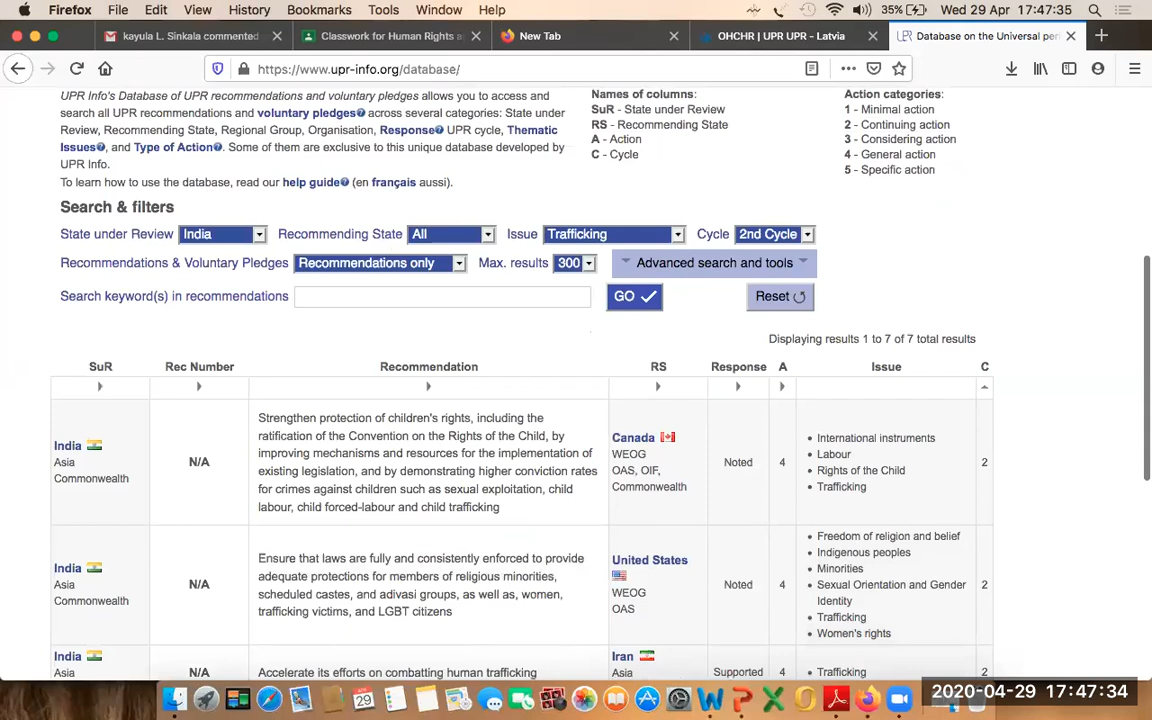 Firefox File Edit View History Bookmarks Tools Window Help 35% Wed 29 Apr 17:47:35
kayula L. Sinkala commented Classwork for Human Rights a New Tab OHCHR | UPR UPR - Latvia Database on the Universal per
https://www.upr-info.org/database/
UPR Info's Database of UPR recommendations and voluntary pledges allows you to access and
search all UPR recommendations and voluntary pledges across several categories: State under
Review, Recommending State, Regional Group, Organisation, Response UPR cycle, Thematic
Issues, and Type of Action. Some of them are exclusive to this unique database developed by
UPR Info.
To learn how to use the database, read our help guide (en français aussi).
Names of columns:
SuR - State under Review
RS - Recommending State
A - Action
C - Cycle
Action categories:
1 - Minimal action
2 - Continuing action
3 - Considering action
4 - General action
5 - Specific action
Search & filters
State under Review India Recommending State All Issue Trafficking Cycle 2nd Cycle
Recommendations & Voluntary Pledges Recommendations only Max. results 300 Advanced search and tools
Search keyword(s) in recommendations GO Reset
Displaying results 1 to 7 of 7 total results
SuR Rec Number Recommendation RS Response A Issue C
India
Asia
Commonwealth
N/A
Strengthen protection of children's rights, including the
ratification of the Convention on the Rights of the Child, by
improving mechanisms and resources for the implementation of
existing legislation, and by demonstrating higher conviction rates
for crimes against children such as sexual exploitation, child
labour, child forced-labour and child trafficking
Canada
WEOG
OAS, OIF,
Commonwealth
Noted
4
• International instruments
• Labour
• Rights of the Child
• Trafficking
2
India
Asia
Commonwealth
N/A
Ensure that laws are fully and consistently enforced to provide
adequate protections for members of religious minorities,
scheduled castes, and adivasi groups, as well as, women,
trafficking victims, and LGBT citizens
United States
WEOG
OAS
Noted
4
• Freedom of religion and belief
• Indigenous peoples
• Minorities
• Sexual Orientation and Gender
Identity
• Trafficking
• Women's rights
2
India
Asia
N/A
Accelerate its efforts on combatting human trafficking
Iran
Asia
Supported
4
• Trafficking
2
2020-04-29 17:47:34